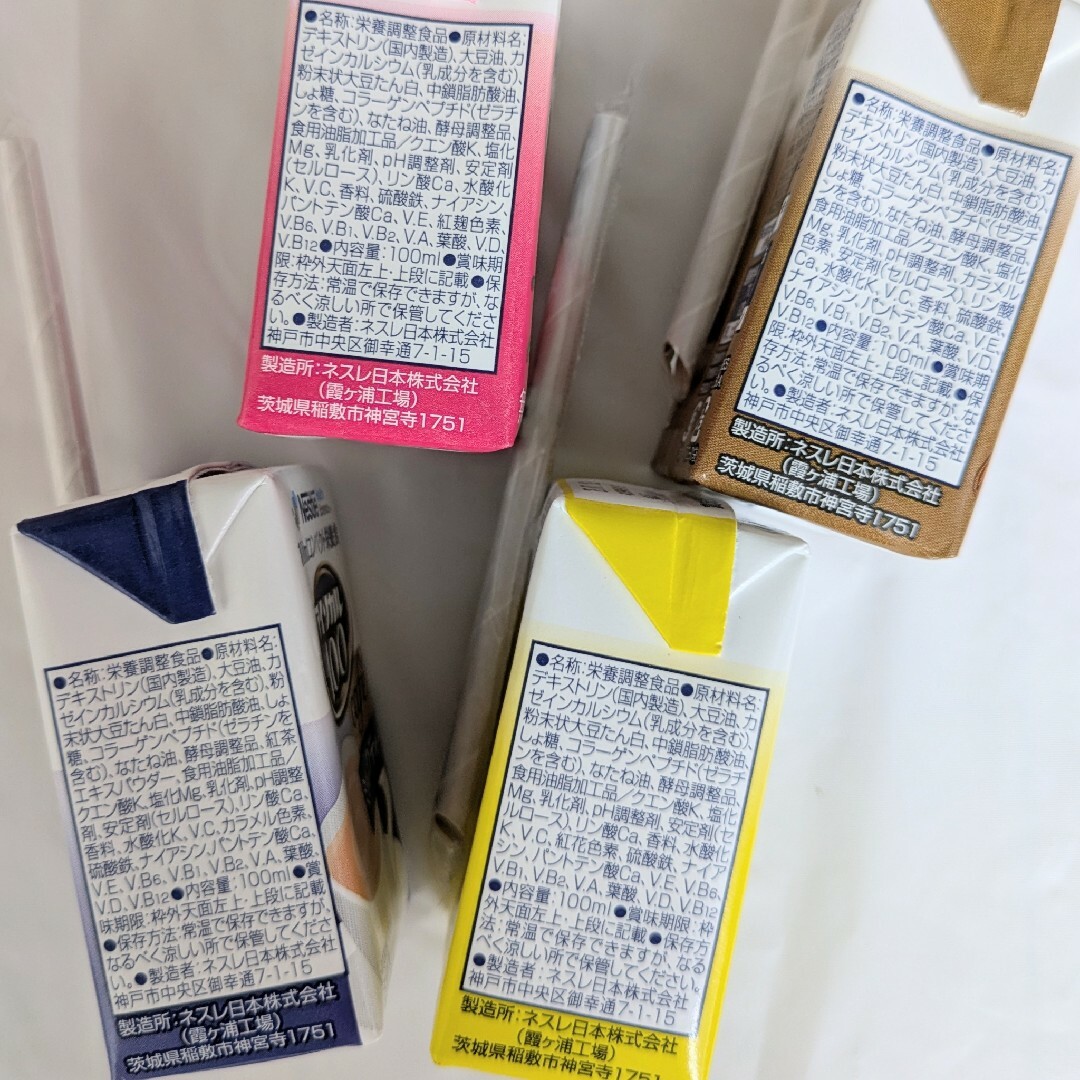 ●名称:栄養調整食品●原材料名:
デキストリン(国内製造)、大豆油、カ
ゼインカルシウム(乳成分を含む)、
粉末状大豆たん白、中鎖脂肪酸油、
しょ糖、コラーゲンペプチド(ゼラチ
ンを含む)、なたね油、酵母調整品、
食用油脂加工品/クエン酸K、塩化
Mg、乳化剤、pH調整剤、安定剤
(セルロース)、リン酸Ca、水酸化
K、V.C、香料、硫酸鉄、ナイアシン、
パントテン酸Ca、V.E、紅麹色素、
V.B6、V.B1、V.B2、V.A、葉酸、V.D、
V.B12●内容量:100ml●賞味期
限:枠外天面左上・上段に記載●保
存方法:常温で保存できますが、な
るべく涼しい所で保管してくださ
い。●製造者:ネスレ日本株式会社
神戸市中央区御幸通7-1-15
製造所:ネスレ日本株式会社
(霞ヶ浦工場)
茨城県稲敷市神宮寺1751
●名称:栄養調整食品●原材料名:
デキストリン(国内製造)、大豆油、カ
ゼインカルシウム(乳成分を含む)、
粉末状大豆たん白、中鎖脂肪酸油、
しょ糖、コラーゲンペプチド(ゼラチ
ンを含む)、なたね油、酵母調整品、
食用油脂加工品/クエン酸K、塩化
Mg、乳化剤、pH調整剤、カラメル
色素、安定剤(セルロース)、リン酸
Ca、水酸化K、V.C、香料、硫酸鉄、
ナイアシン、パントテン酸Ca、V.E、
V.B6、V.B1、V.B2、V.A、葉酸、V.D、
V.B12●内容量:100ml●賞味期
限:枠外天面左上・上段に記載●保
存方法:常温で保存できますが、な
るべく涼しい所で保管してくださ
い。●製造者:ネスレ日本株式会社
神戸市中央区御幸通7-1-15
製造所:ネスレ日本株式会社
(霞ヶ浦工場)
茨城県稲敷市神宮寺1751
Nestlé
●名称:栄養調整食品●原材料名:
デキストリン(国内製造)、大豆油、カ
ゼインカルシウム(乳成分を含む)、粉
末状大豆たん白、中鎖脂肪酸油、しょ
糖、コラーゲンペプチド(ゼラチンを
含む)、なたね油、酵母調整品、紅茶
エキスパウダー、食用油脂加工品/
クエン酸K、塩化Mg、乳化剤、pH調整
剤、安定剤(セルロース)、リン酸Ca、
香料、水酸化K、V.C、カラメル色素、
硫酸鉄、ナイアシン、パントテン酸Ca、
V.E、V.B6、V.B1、V.B2、V.A、葉酸、
V.D、V.B12●内容量:100ml●賞
味期限:枠外天面左上・上段に記載
●保存方法:常温で保存できますが、
なるべく涼しい所で保管してくださ
い。●製造者:ネスレ日本株式会社
神戸市中央区御幸通7-1-15
製造所:ネスレ日本株式会社
(霞ヶ浦工場)
茨城県稲敷市神宮寺1751
●名称:栄養調整食品●原材料名:
デキストリン(国内製造)、大豆油、カ
ゼインカルシウム(乳成分を含む)、
粉末状大豆たん白、中鎖脂肪酸油、
しょ糖、コラーゲンペプチド(ゼラチ
ンを含む)、なたね油、酵母調整品、
食用油脂加工品/クエン酸K、塩化
Mg、乳化剤、pH調整剤、安定剤(セ
ルロース)、リン酸Ca、香料、水酸化
K、V.C、紅花色素、硫酸鉄、ナイア
シン、パントテン酸Ca、V.E、V.B6、
V.B1、V.B2、V.A、葉酸、V.D、V.B12
●内容量:100ml●賞味期限:枠
外天面左上・上段に記載●保存方
法:常温で保存できますが、なる
べく涼しい所で保管してください。
●製造者:ネスレ日本株式会社
神戸市中央区御幸通7-1-15
製造所:ネスレ日本株式会社
(霞ヶ浦工場)
茨城県稲敷市神宮寺1751